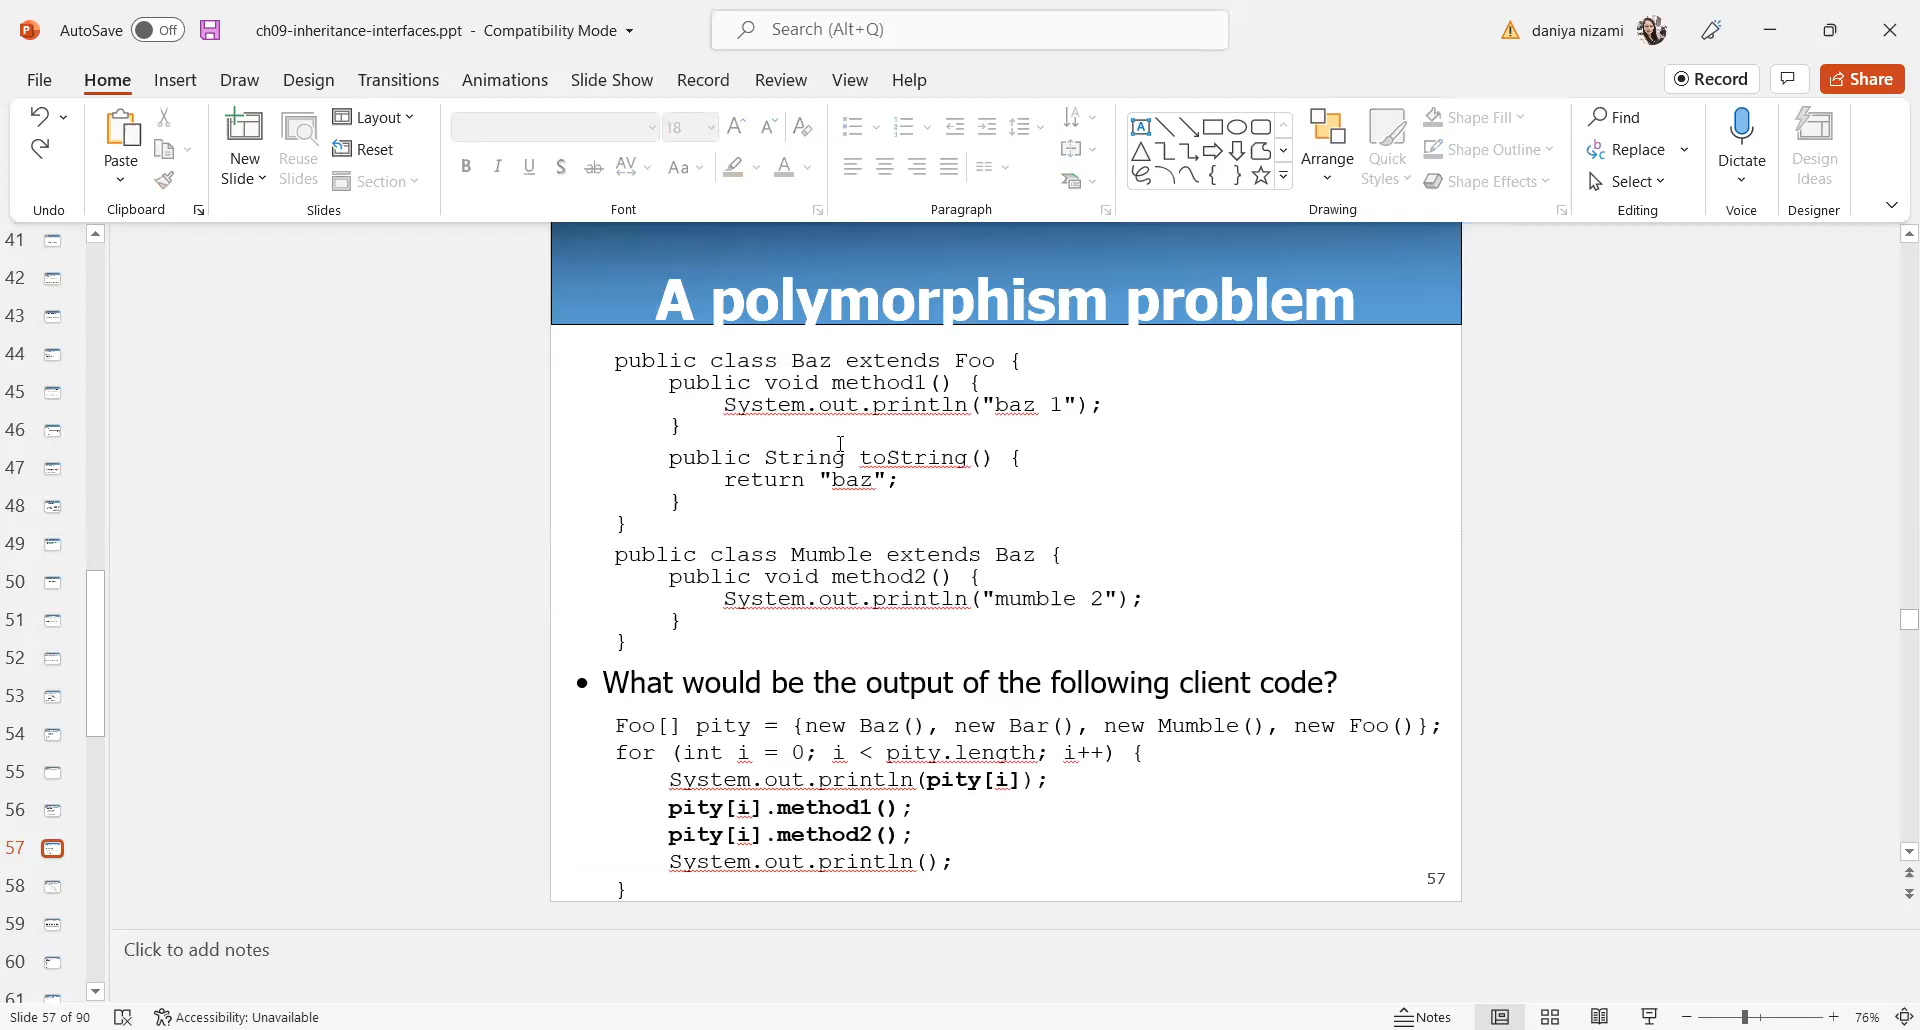 AutoSave Off ch09-inheritance-interfaces.ppt - Compatibility Mode Search (Alt+Q) daniya nizami
File Home Insert Draw Design Transitions Animations Slide Show Record Review View Help Record Share
Undo
Paste
Clipboard
New Slide
Reuse Slides
Layout
Reset
Section
Slides
18
B I U S ab AV Aa A
Font
Paragraph
Arrange
Quick Styles
Shape Fill
Shape Outline
Shape Effects
Drawing
Find
Replace
Select
Editing
Dictate
Voice
Design Ideas
Designer
41
42
43
44
45
46
47
48
49
50
51
52
53
54
55
56
57
58
59
60
61
A polymorphism problem
public class Baz extends Foo {
public void method1() {
System.out.println("baz 1");
}
public String toString() {
return "baz";
}
}
public class Mumble extends Baz {
public void method2() {
System.out.println("mumble 2");
}
}
• What would be the output of the following client code?
Foo[] pity = {new Baz(), new Bar(), new Mumble(), new Foo()};
for (int i = 0; i < pity.length; i++) {
System.out.println(pity[i]);
pity[i].method1();
pity[i].method2();
System.out.println();
}
57
Click to add notes
Slide 57 of 90 Accessibility: Unavailable Notes 76%